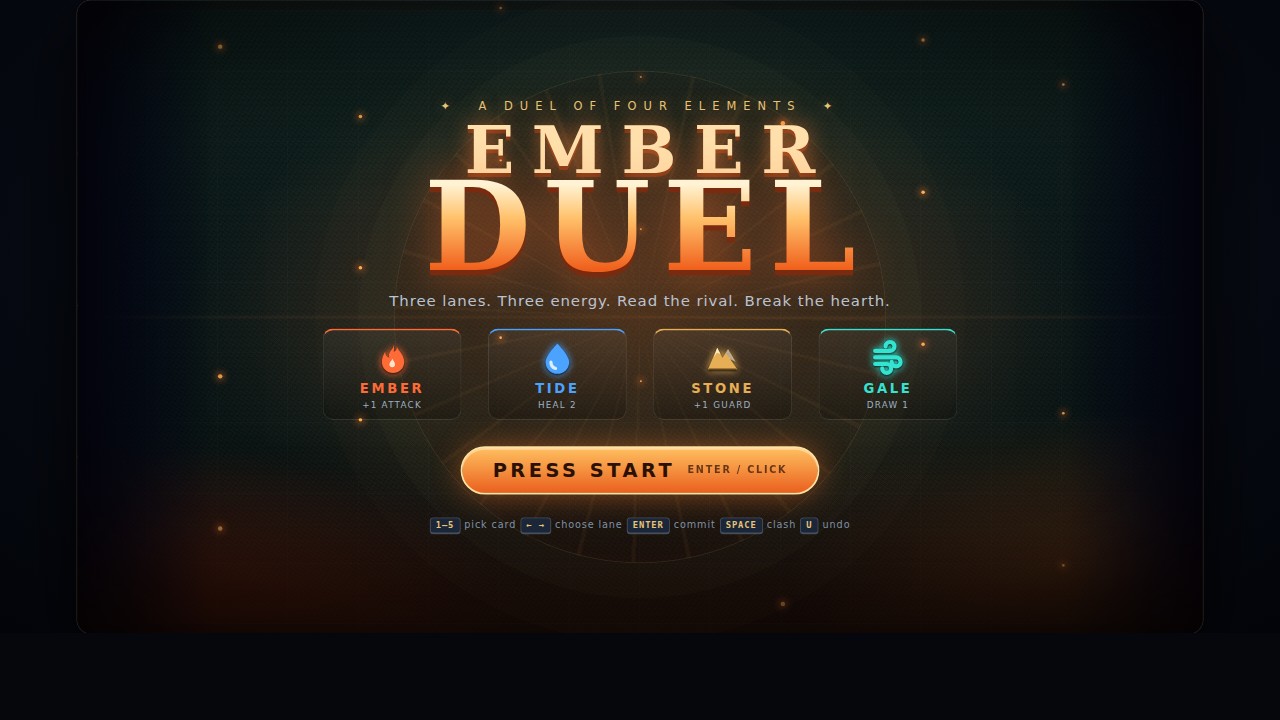 ✦ A DUEL OF FOUR ELEMENTS ✦
EMBER
DUEL
Three lanes. Three energy. Read the rival. Break the hearth.
EMBER TIDE STONE GALE
+1 ATTACK HEAL 2 +1 GUARD DRAW 1
PRESS START ENTER / CLICK
1–5 pick card ← → choose lane ENTER commit SPACE clash U undo